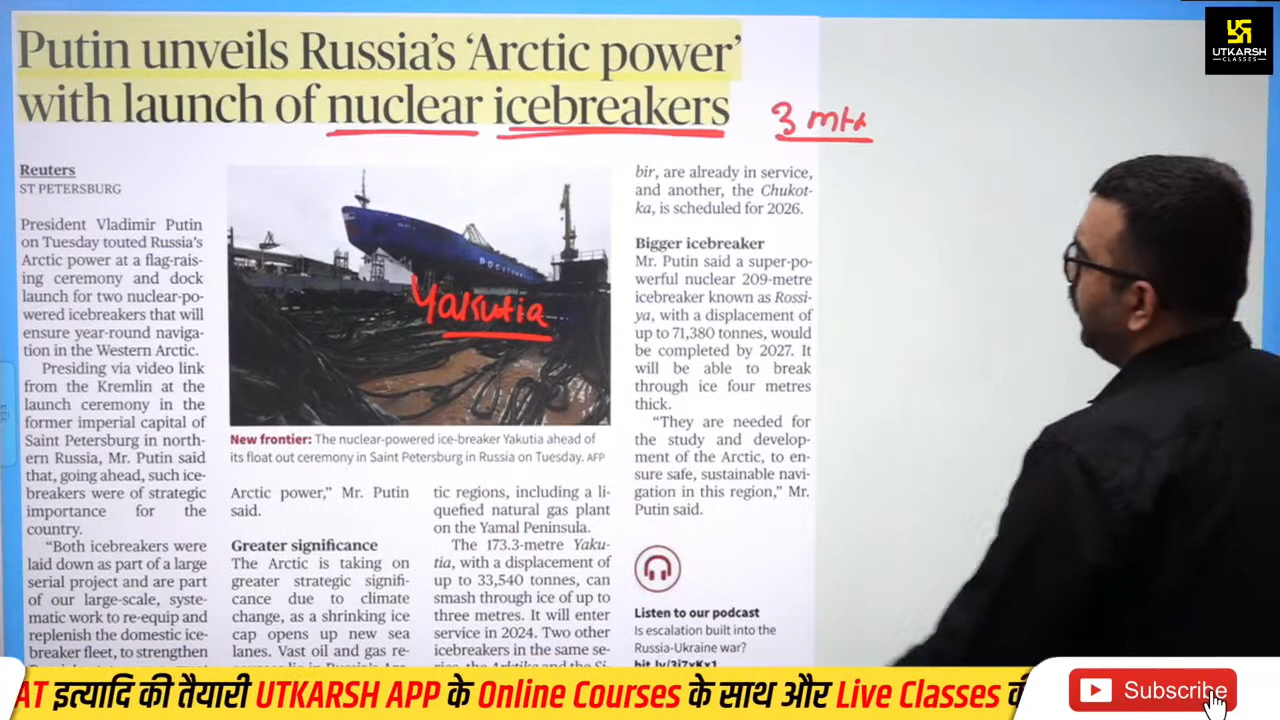 Putin unveils Russia's 'Arctic power'
with launch of nuclear icebreakers
3 mtr
UTKARSH
CLASSES
Reuters
ST PETERSBURG
President Vladimir Putin
on Tuesday touted Russia's
Arctic power at a flag-rais-
ing ceremony and dock
launch for two nuclear-po-
wered icebreakers that will
ensure year-round naviga-
tion in the Western Arctic.
Presiding via video link
from the Kremlin at the
launch ceremony in the
former imperial capital of
Saint Petersburg in north-
ern Russia, Mr. Putin said
that, going ahead, such ice-
breakers were of strategic
importance for the
country.
"Both icebreakers were
laid down as part of a large
serial project and are part
of our large-scale, syste-
matic work to re-equip and
replenish the domestic ice-
breaker fleet, to strengthen
Yakutia
New frontier: The nuclear-powered ice-breaker Yakutia ahead of
its float out ceremony in Saint Petersburg in Russia on Tuesday. AFP
Arctic power," Mr. Putin
said.
Greater significance
The Arctic is taking on
greater strategic signifi-
cance due to climate
change, as a shrinking ice
cap opens up new sea
lanes. Vast oil and gas re-
tic regions, including a li-
quefied natural gas plant
on the Yamal Peninsula.
The 173.3-metre Yaku-
tia, with a displacement of
up to 33,540 tonnes, can
smash through ice of up to
three metres. It will enter
service in 2024. Two other
icebreakers in the same se-
ries, the Arktika and the Si-
bir, are already in service,
and another, the Chukot-
ka, is scheduled for 2026.
Bigger icebreaker
Mr. Putin said a super-po-
werful nuclear 209-metre
icebreaker known as Rossi-
ya, with a displacement of
up to 71,380 tonnes, would
be completed by 2027. It
will be able to break
through ice four metres
thick.
"They are needed for
the study and develop-
ment of the Arctic, to en-
sure safe, sustainable navi-
gation in this region," Mr.
Putin said.
Listen to our podcast
Is escalation built into the
Russia-Ukraine war?
bit.ly/3j7yKx1
AT इत्यादि की तैयारी UTKARSH APP के Online Courses के साथ और Live Classes
Subscribe